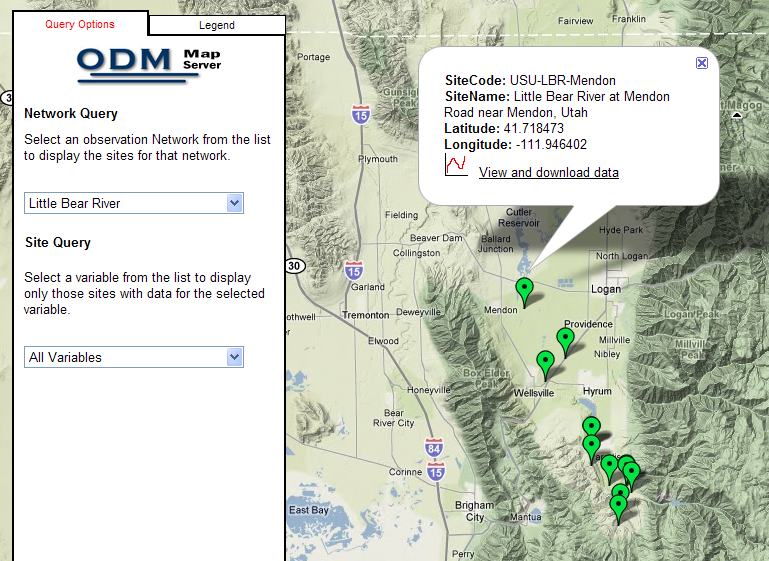 Query Options
Legend
ODM Map
Server
Network Query
Select an observation Network from the list
to display the sites for that network.
Little Bear River
Site Query
Select a variable from the list to display
only those sites with data for the selected
variable.
All Variables
SiteCode: USU-LBR-Mendon
SiteName: Little Bear River at Mendon
Road near Mendon, Utah
Latitude: 41.718473
Longitude: -111.946402
View and download data
Fairview
Franklin
Portage
Gunsight
Peak
15
Magog
Plymouth
Fielding
Cutler
Reservoir
Hyde Park
Beaver Dam
Ballard
Junction
Collingston
North Logan
30
15
Garland
Logan
Mendon
othwell
Tremonton
Deweyville
Providence
Logan Peak
Elwood
Millville
Nibley
Millville
Peak
Box Elder
Peak
Honeyville
Wellsville
Hyrum
Bear
River City
84
15
Corinne
East Bay
Brigham
City
Mantua
Perry